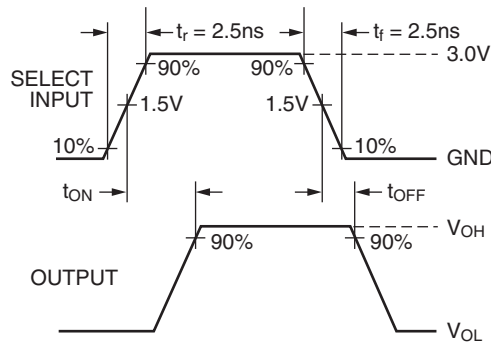 tr = 2.5ns
tf = 2.5ns
90%
90%
3.0V
SELECT
INPUT
1.5V
1.5V
10%
10%
GND
tON
tOFF
VOH
90%
90%
OUTPUT
VOL